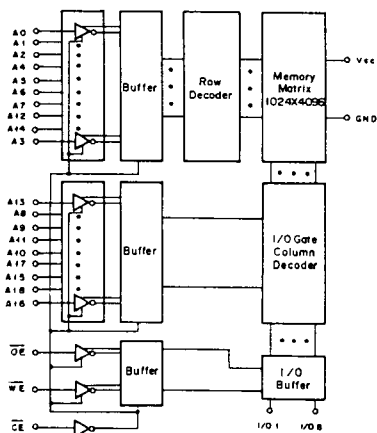 A0
A1
A2
A4
A5
A6
A7
A12
A14
A3
Buffer
Row
Decoder
Memory
Matrix
1024X4096
Vcc
GND
A13
A8
A9
A11
A10
A17
A15
A18
A16
Buffer
I/O Gate
Column
Decoder
OE
WE
CE
Buffer
I/O
Buffer
I/O 1
I/O 8